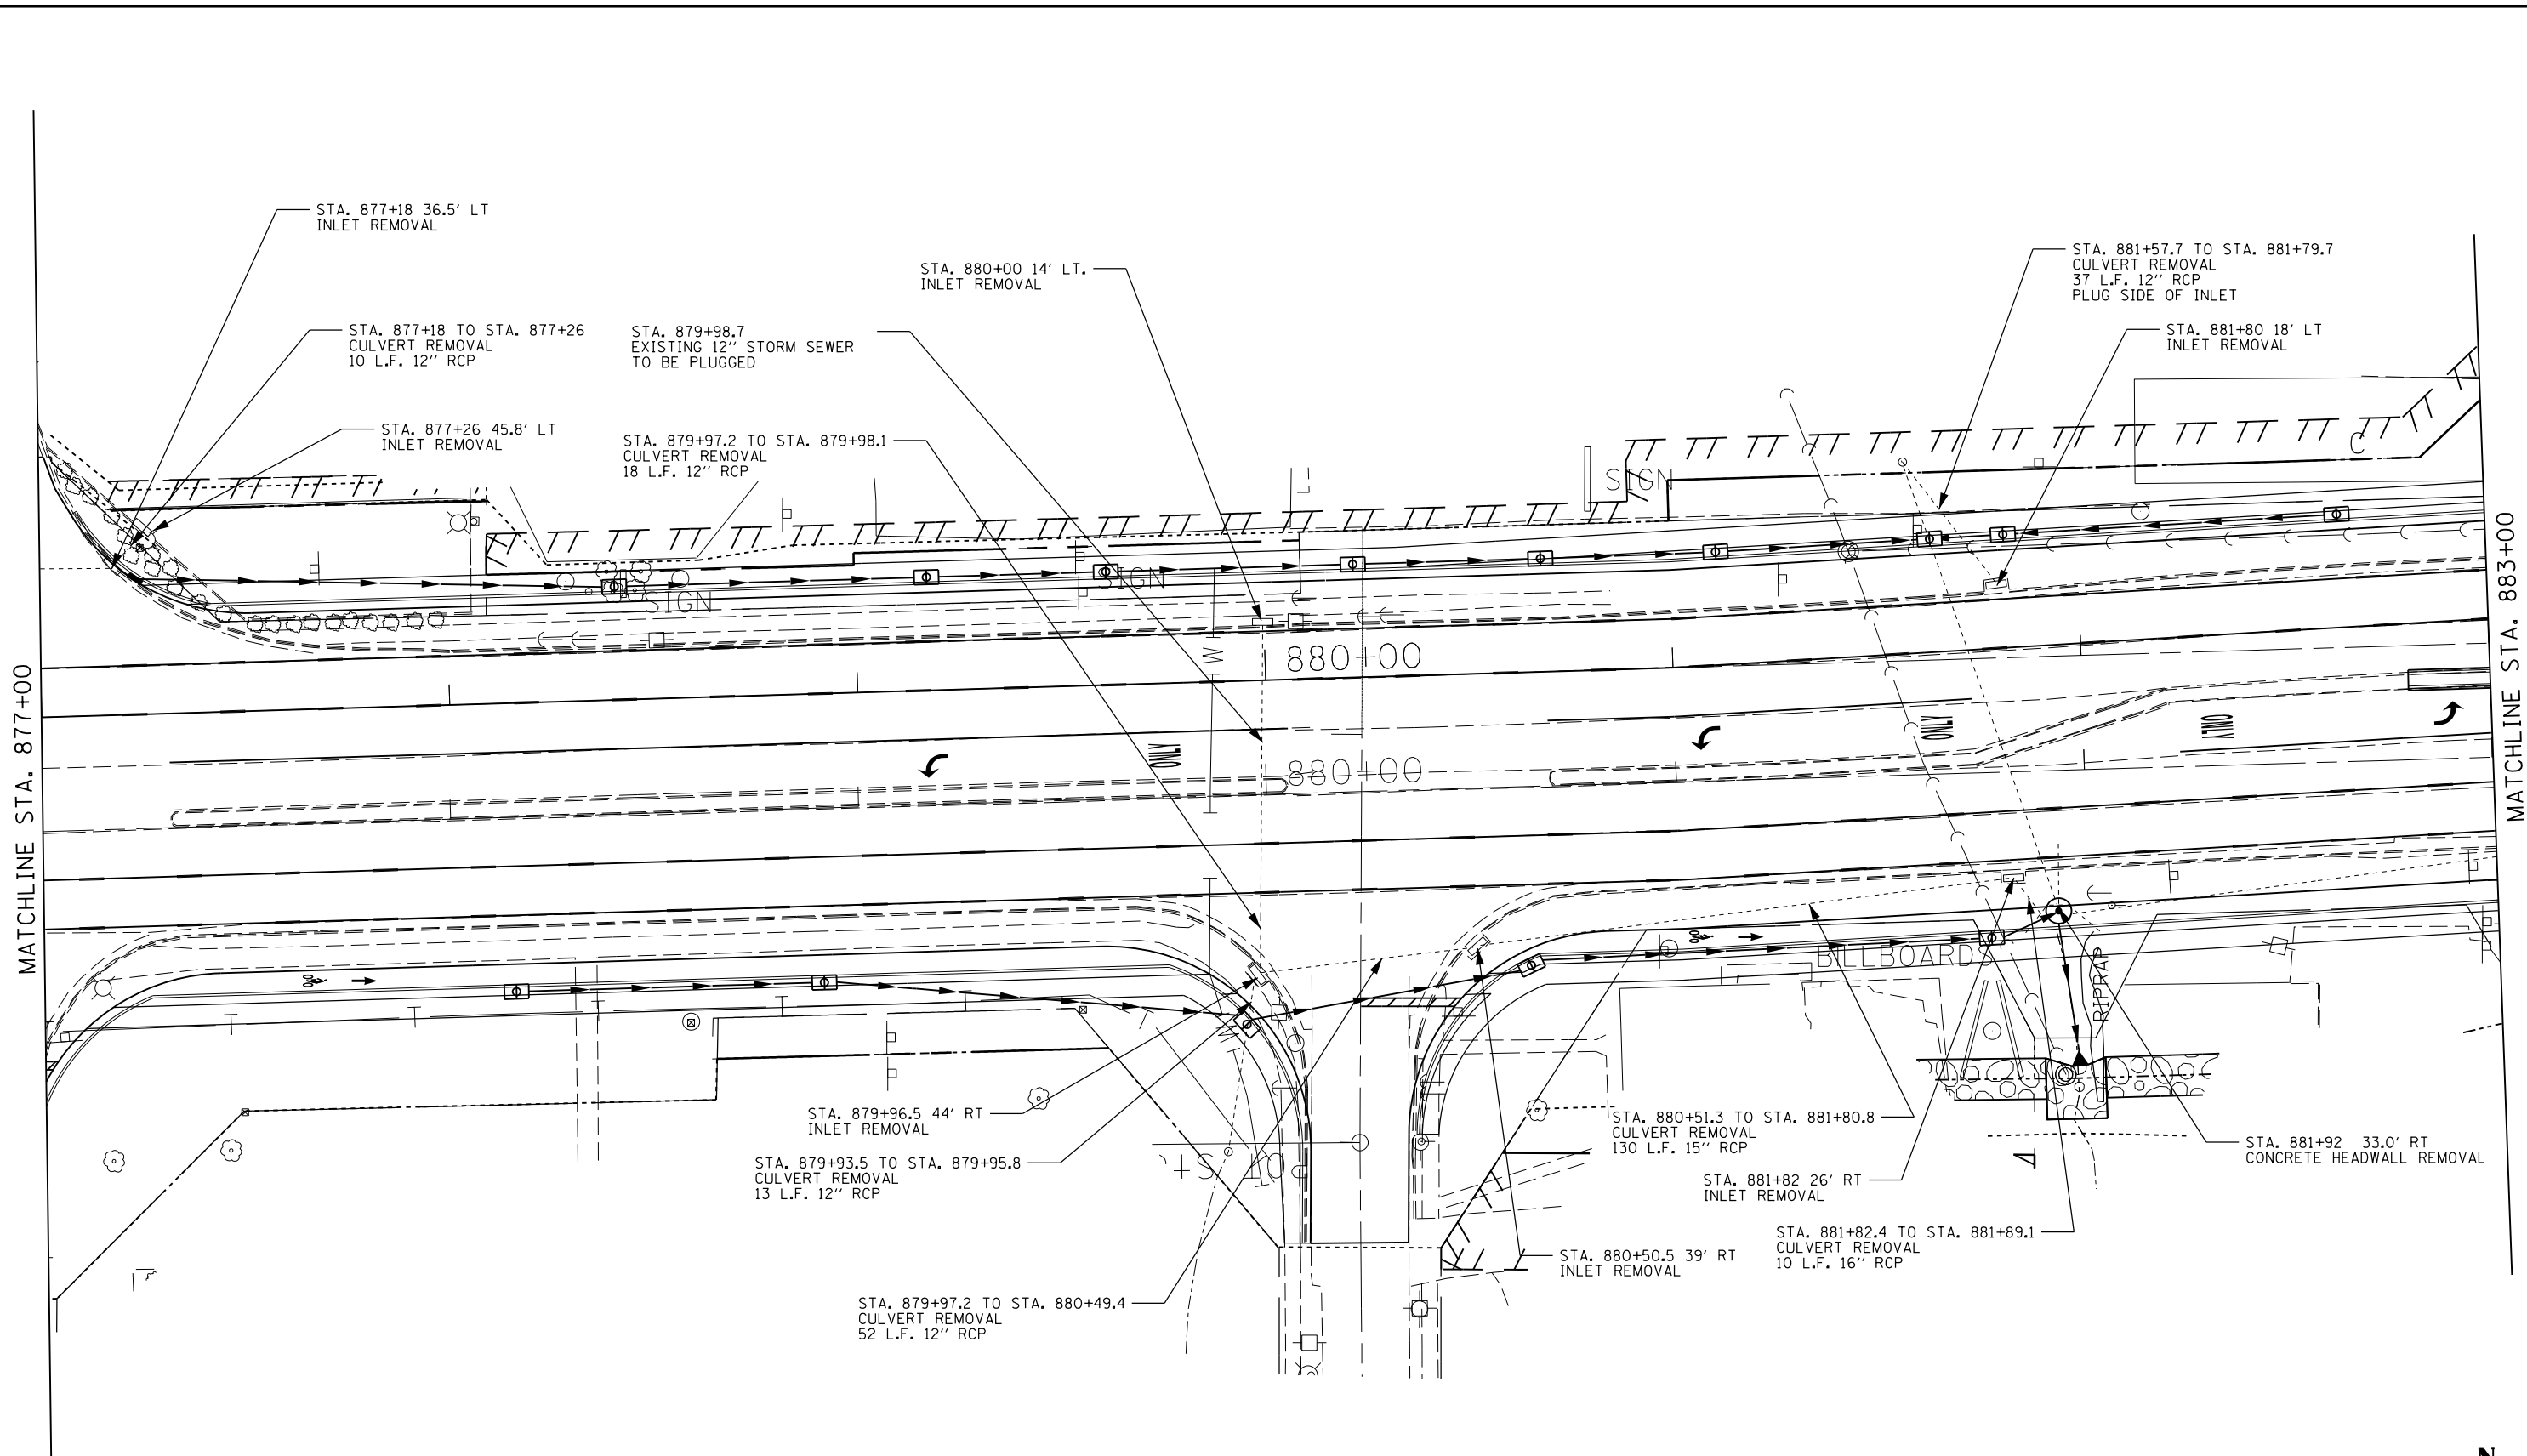 STA. 877+18 36.5' LT
INLET REMOVAL
STA. 877+18 TO STA. 877+26
CULVERT REMOVAL
10 L.F. 12'' RCP
STA. 877+26 45.8' LT
INLET REMOVAL
STA. 879+98.7
EXISTING 12'' STORM SEWER
TO BE PLUGGED
STA. 879+97.2 TO STA. 879+98.1
CULVERT REMOVAL
18 L.F. 12'' RCP
STA. 880+00 14' LT.
INLET REMOVAL
STA. 881+57.7 TO STA. 881+79.7
CULVERT REMOVAL
37 L.F. 12'' RCP
PLUG SIDE OF INLET
STA. 881+80 18' LT
INLET REMOVAL
SIGN
SIGN
SIGN
W
880+00
880+00
ONLY
ONLY
ONLY
MATCHLINE STA. 877+00
MATCHLINE STA. 883+00
BILLBOARDS
RIPRAP
STA. 879+96.5 44' RT
INLET REMOVAL
STA. 879+93.5 TO STA. 879+95.8
CULVERT REMOVAL
13 L.F. 12'' RCP
STA. 879+97.2 TO STA. 880+49.4
CULVERT REMOVAL
52 L.F. 12'' RCP
STA. 880+51.3 TO STA. 881+80.8
CULVERT REMOVAL
130 L.F. 15'' RCP
STA. 881+82 26' RT
INLET REMOVAL
STA. 881+82.4 TO STA. 881+89.1
CULVERT REMOVAL
10 L.F. 16'' RCP
STA. 880+50.5 39' RT
INLET REMOVAL
STA. 881+92 33.0' RT
CONCRETE HEADWALL REMOVAL